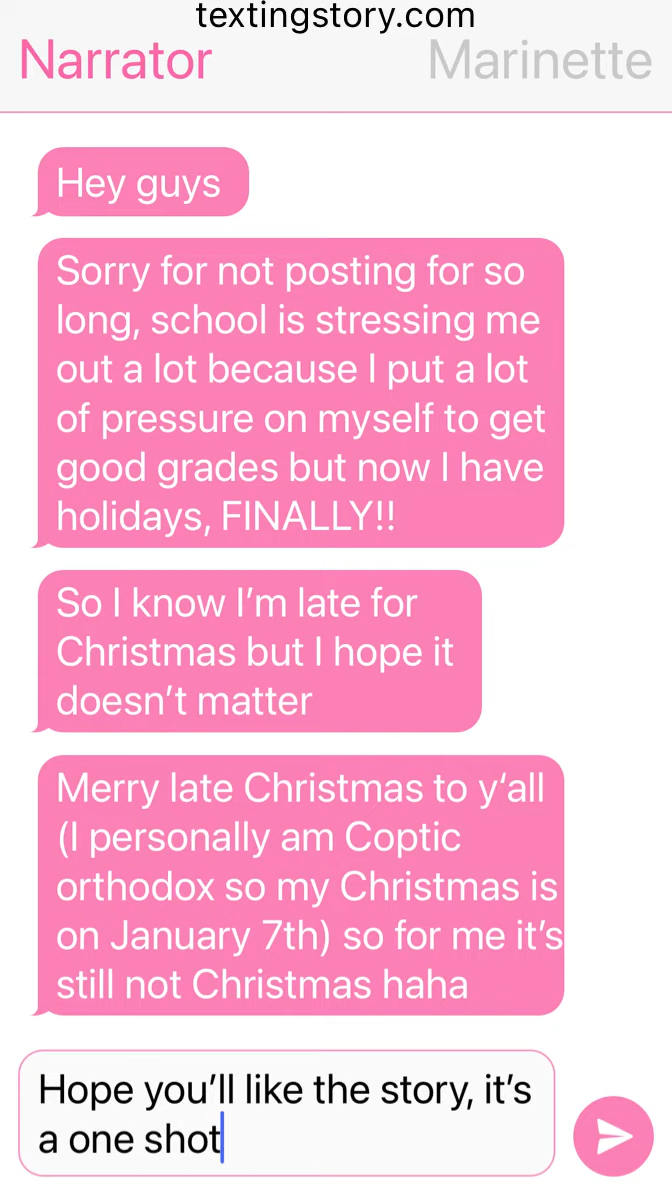 textingstory.com
Narrator Marinette
Hey guys
Sorry for not posting for so
long, school is stressing me
out a lot because I put a lot
of pressure on myself to get
good grades but now I have
holidays, FINALLY!!
So I know I’m late for
Christmas but I hope it
doesn’t matter
Merry late Christmas to y‘all
(I personally am Coptic
orthodox so my Christmas is
on January 7th) so for me it’s
still not Christmas haha
Hope you’ll like the story, it’s
a one shot